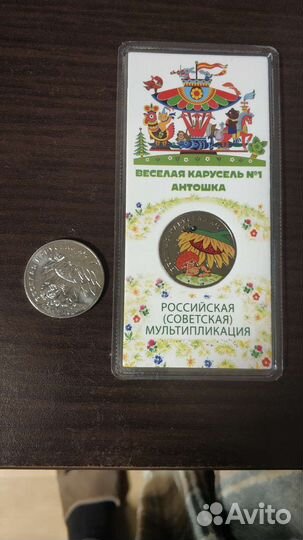 ВЕСЕЛАЯ КАРУСЕЛЬ №1
АНТОШКА
РОССИЙСКАЯ
(СОВЕТСКАЯ)
МУЛЬТИПЛИКАЦИЯ
Avito